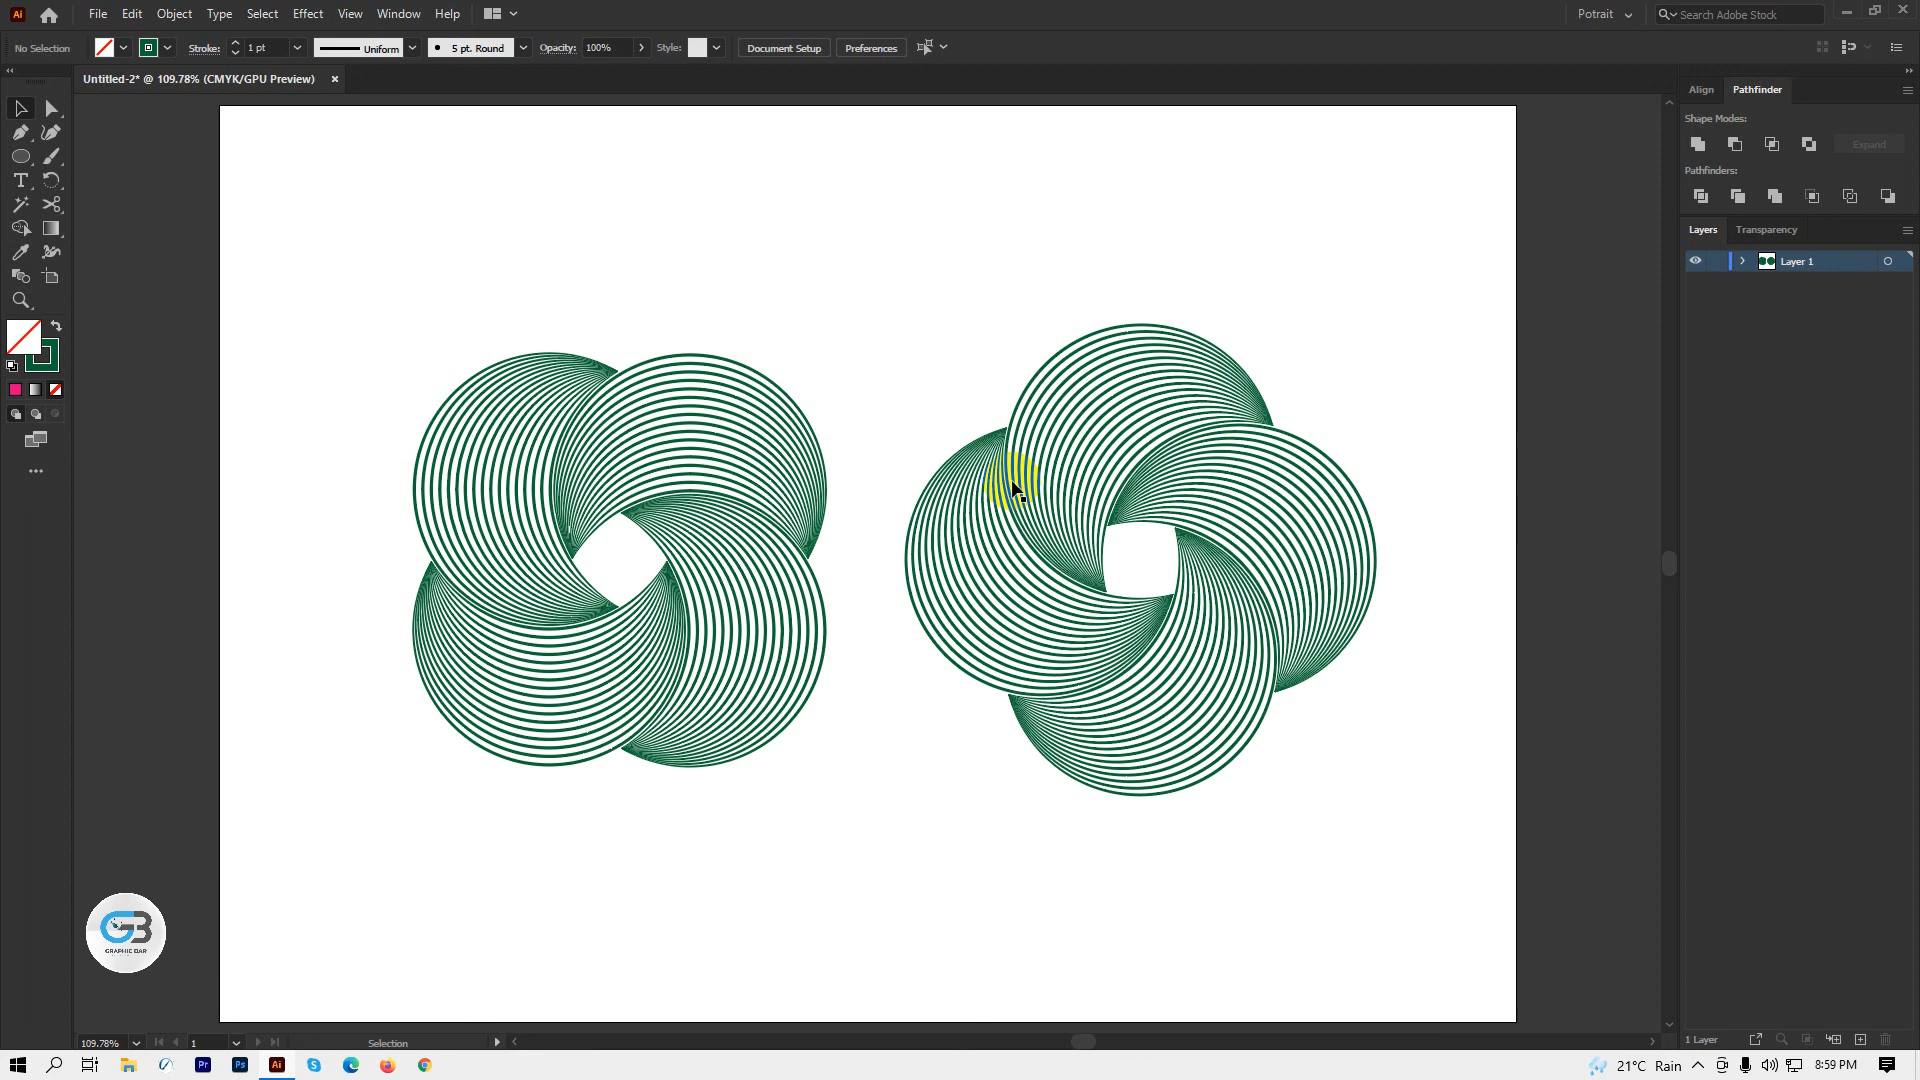 Ai File Edit Object Type Select Effect View Window Help Potrait Search Adobe Stock
No Selection Stroke: 1 pt Uniform 5 pt. Round Opacity: 100% Style: Document Setup Preferences
Untitled-2* @ 109.78% (CMYK/GPU Preview)
Align Pathfinder
Shape Modes:
Expand
Pathfinders:
Layers Transparency
Layer 1
GB
GRAPHIC BAR
1 Layer
109.78% 1 Selection
Pr Ps Ai 21°C Rain 8:59 PM